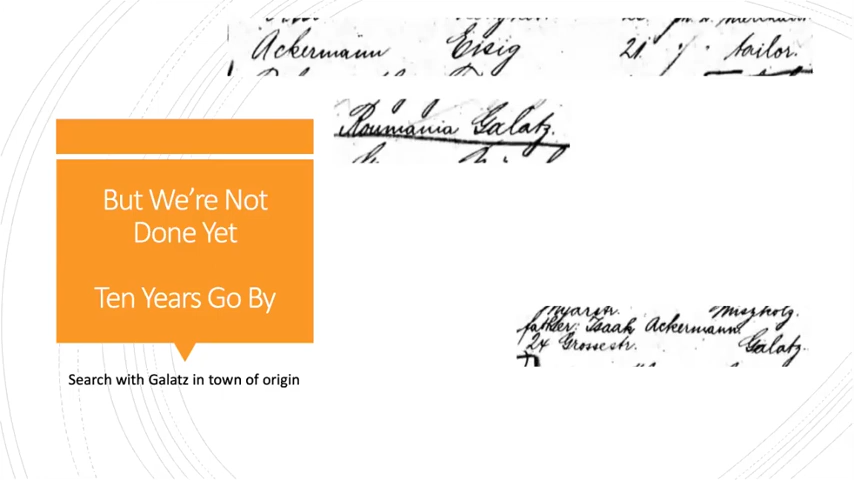 Ackermann Eisig 21 tailor.
Roumania Galatz.
But We're Not
Done Yet
Ten Years Go By
Search with Galatz in town of origin
father: Isaak Ackermann
24 Grossestr. Galatz.